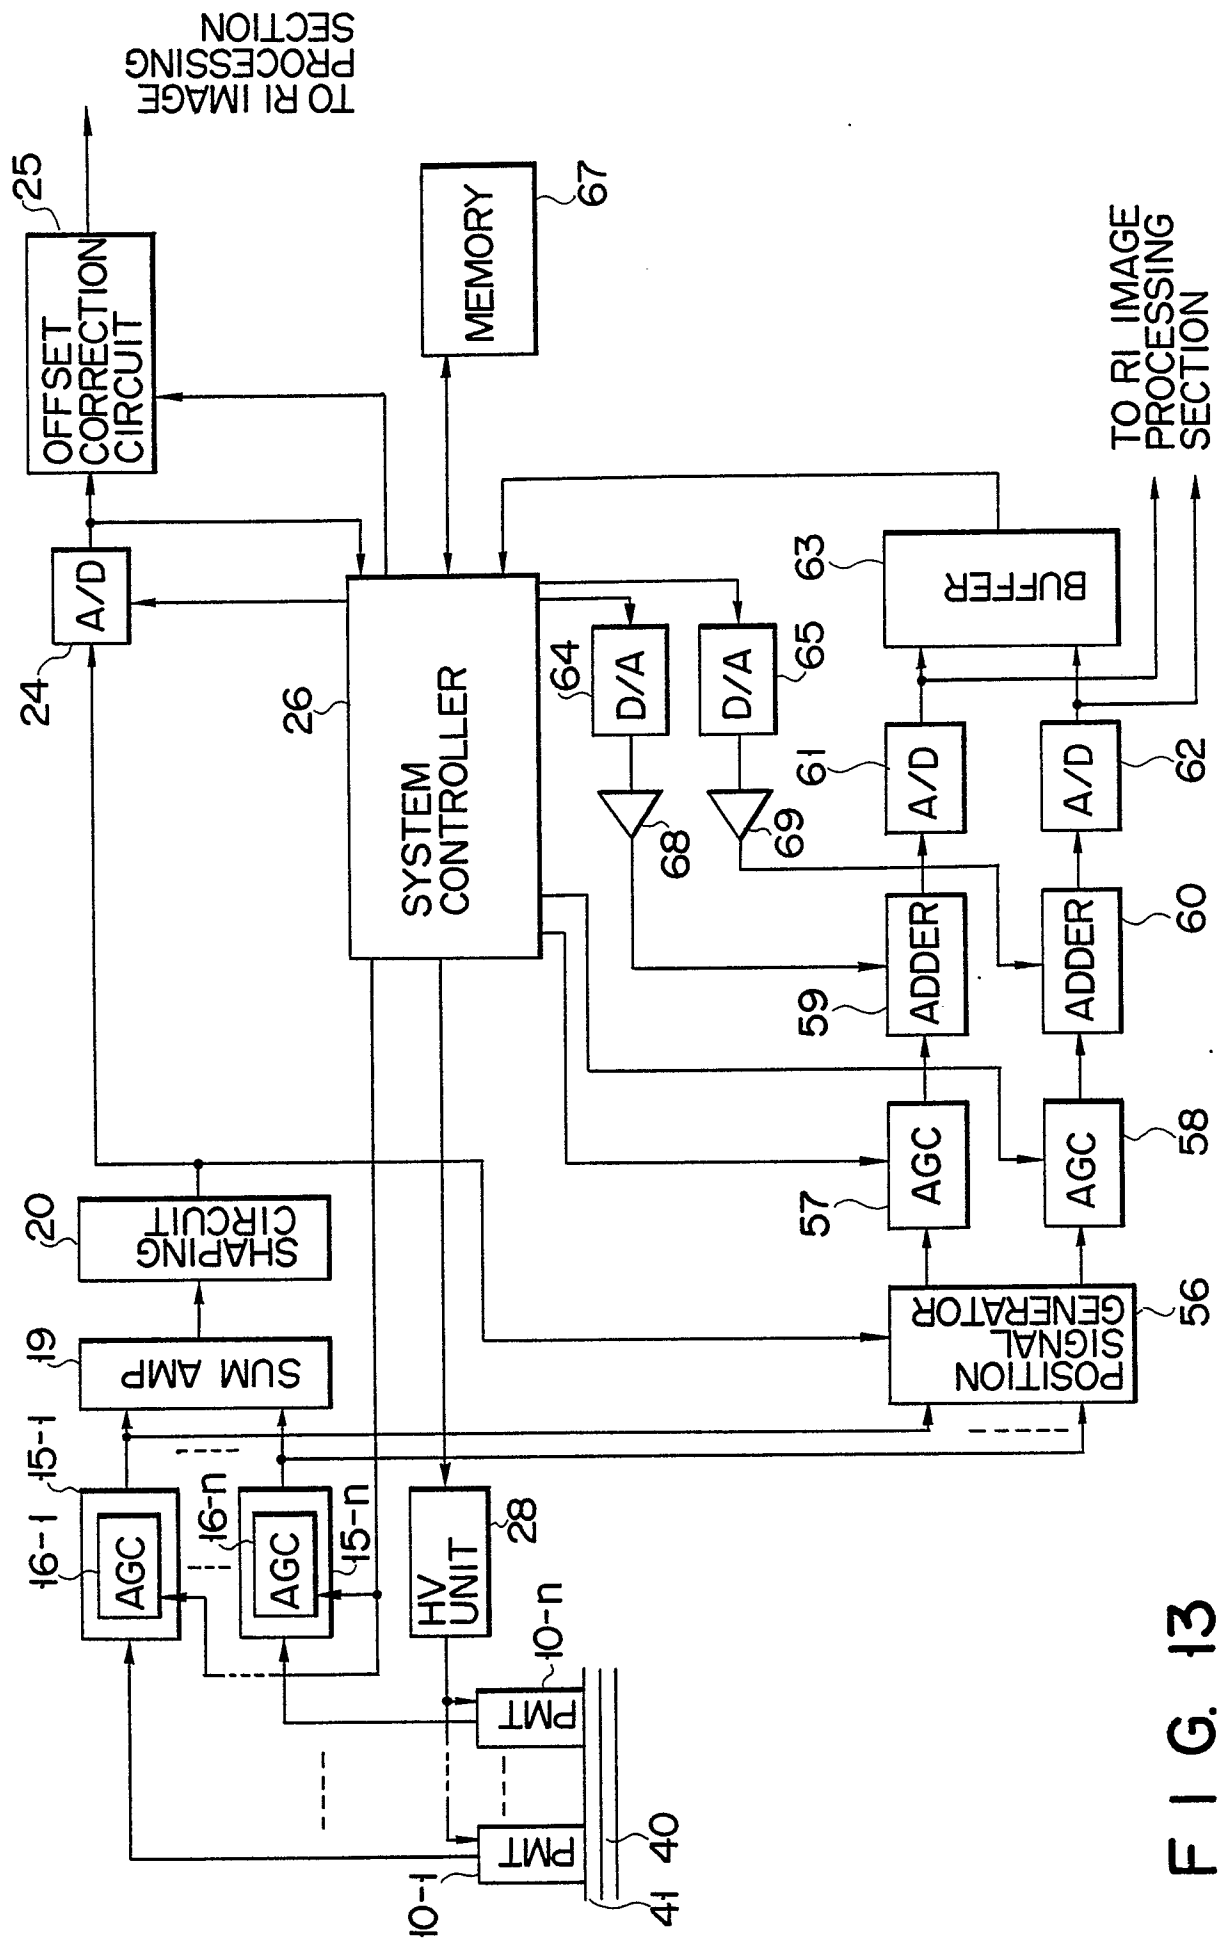 TO RI IMAGE
PROCESSING
SECTION
25
OFFSET
CORRECTION
CIRCUIT
24
A/D
MEMORY
67
26
SYSTEM
CONTROLLER
20
SHAPING
CIRCUIT
19
SUM AMP
15-1
16-1
AGC
16-n
AGC
15-n
HV
UNIT
28
10-n
PMT
10-1
PMT
40
41
64
D/A
65
D/A
68
69
63
BUFFER
TO RI IMAGE
PROCESSING
SECTION
61
A/D
62
A/D
59
ADDER
60
ADDER
57
AGC
58
AGC
56
POSITION
SIGNAL
GENERATOR
FIG. 13